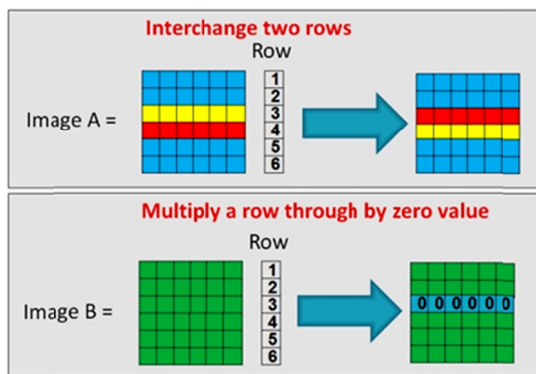 Interchange two rows
Row
1
2
Image A =
3
4
5
6
Multiply a row through by zero value
Row
1
2
Image B =
3
0 0 0 0 0 0
4
5
6